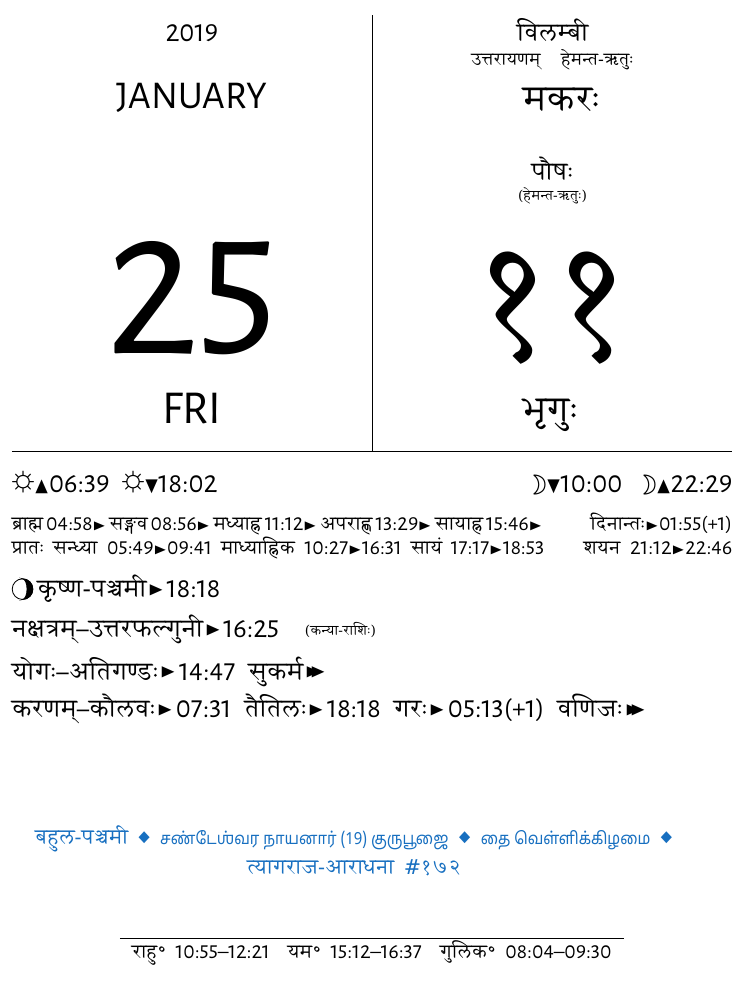 2019
JANUARY
25
FRI
विलम्बी
उत्तरायणम् हेमन्त-ऋतुः
मकरः
पौषः
(हेमन्त-ऋतुः)
११
भृगुः
☼▲06:39 ☼▼18:02 ☽▼10:00 ☽▲22:29
ब्राह्म 04:58► सङ्गव 08:56► मध्याह्न 11:12► अपराह्ण 13:29► सायाह्न 15:46► दिनान्तः►01:55(+1)
प्रातः सन्ध्या 05:49►09:41 माध्याह्निक 10:27►16:31 सायं 17:17►18:53 शयन 21:12►22:46
कृष्ण-पञ्चमी►18:18
नक्षत्रम्–उत्तरफल्गुनी►16:25 (कन्या-राशिः)
योगः–अतिगण्डः►14:47 सुकर्म►►
करणम्–कौलवः►07:31 तैतिलः►18:18 गरः►05:13(+1) वणिजः►►
बहुल-पञ्चमी ◆ சண்டேஶ்வர நாயனார் (19) குருபூஜை ◆ தை வெள்ளிக்கிழமை ◆
त्यागराज-आराधना #१७२
राहु° 10:55–12:21 यम° 15:12–16:37 गुलिक° 08:04–09:30